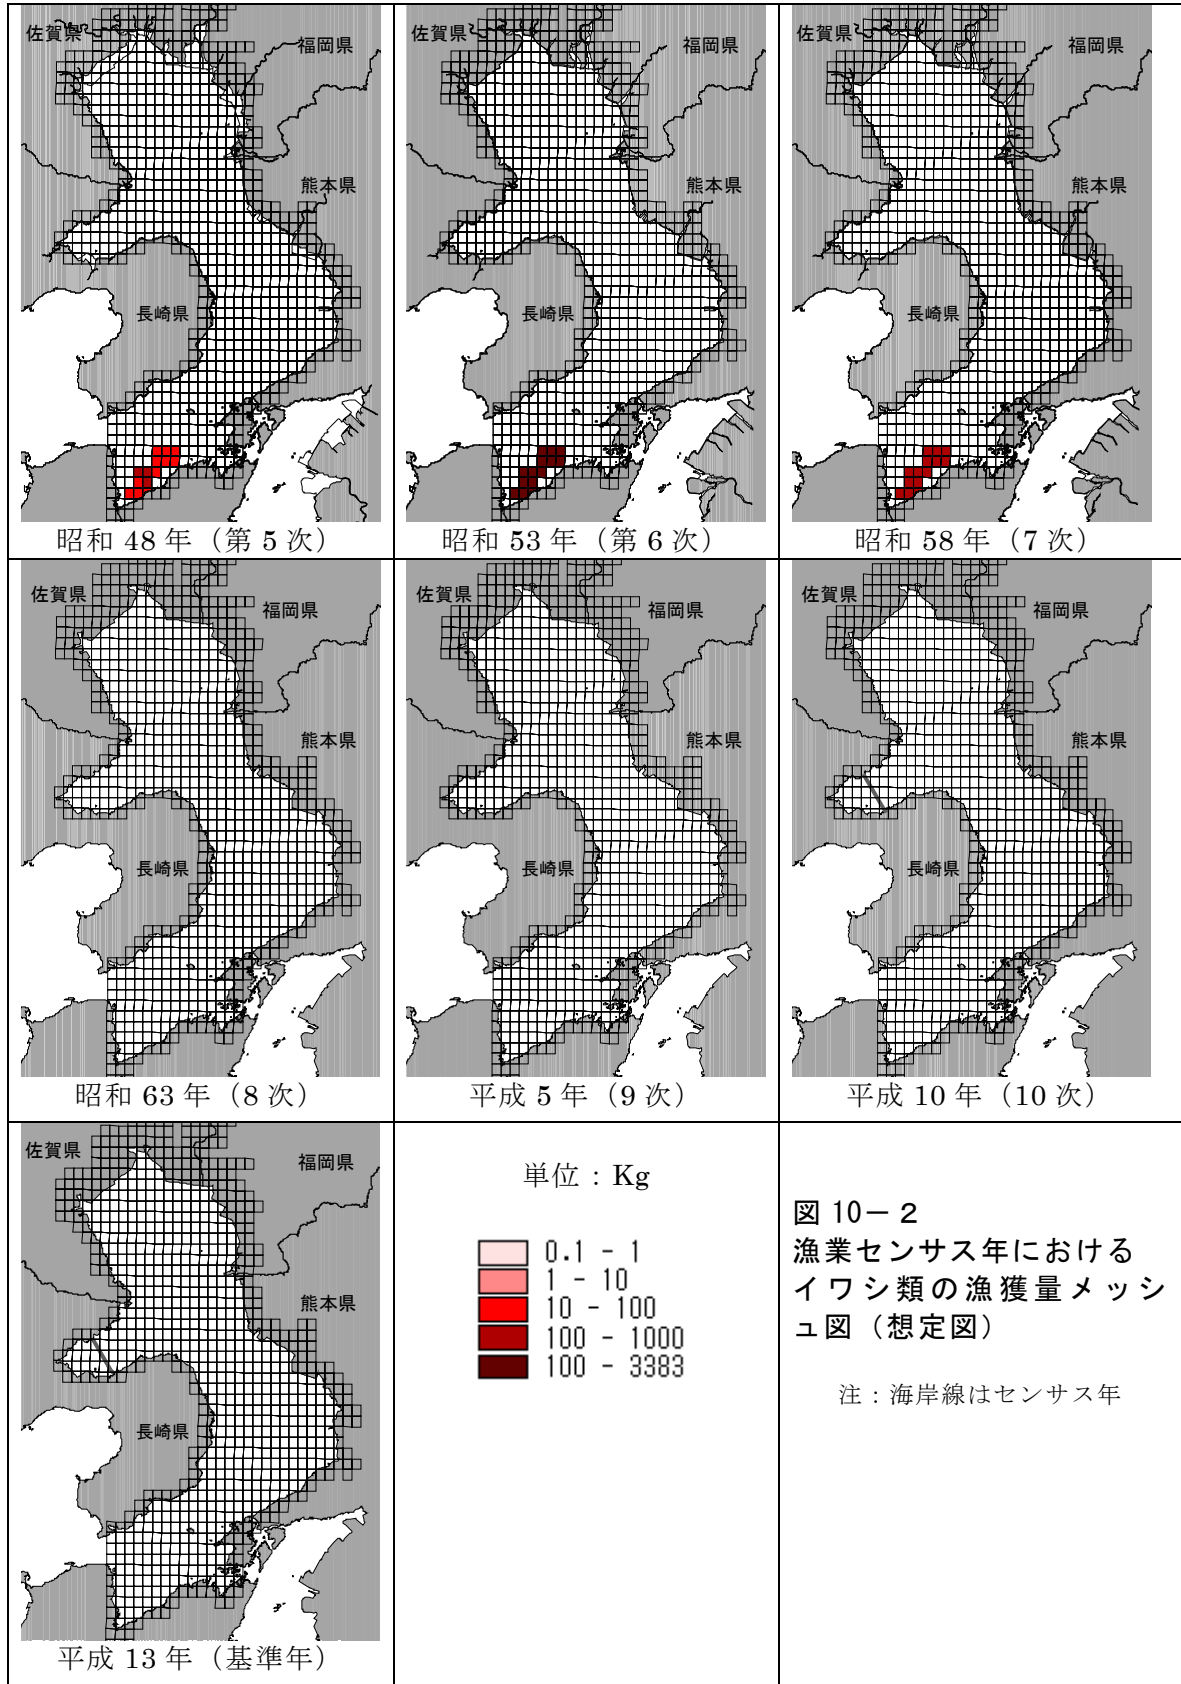 佐賀県
福岡県
熊本県
長崎県
昭和 48 年（第 5 次）
佐賀県
福岡県
熊本県
長崎県
昭和 53 年（第 6 次）
佐賀県
福岡県
熊本県
長崎県
昭和 58 年（7 次）
佐賀県
福岡県
熊本県
長崎県
昭和 63 年（8 次）
佐賀県
福岡県
熊本県
長崎県
平成 5 年（9 次）
佐賀県
福岡県
熊本県
長崎県
平成 10 年（10 次）
佐賀県
福岡県
熊本県
長崎県
平成 13 年（基準年）
単位：Kg
0.1 - 1
1 - 10
10 - 100
100 - 1000
100 - 3383
図 10－２
漁業センサス年における
イワシ類の漁獲量メッシ
ュ図（想定図）
注：海岸線はセンサス年